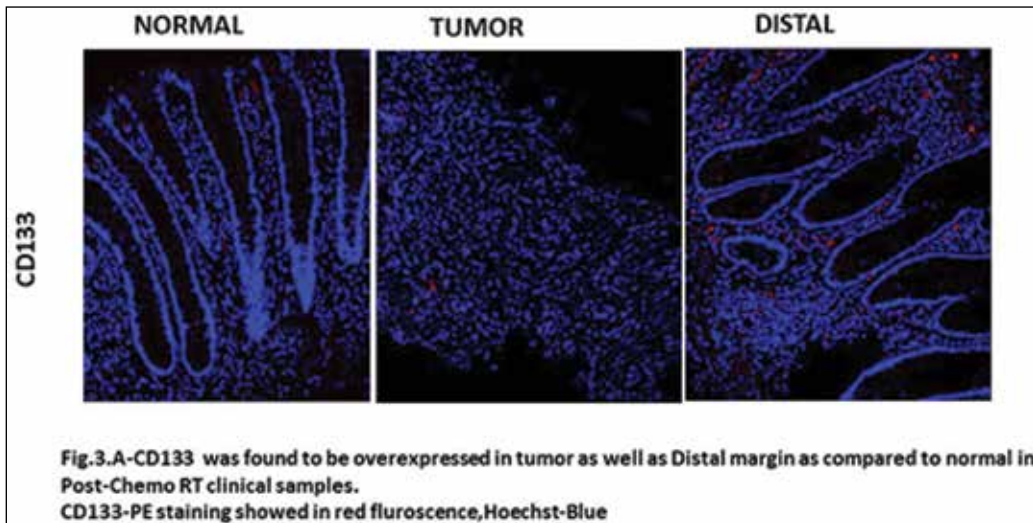 NORMAL TUMOR DISTAL
CD133
Fig.3.A-CD133 was found to be overexpressed in tumor as well as Distal margin as compared to normal in
Post-Chemo RT clinical samples.
CD133-PE staining showed in red fluroscence,Hoechst-Blue